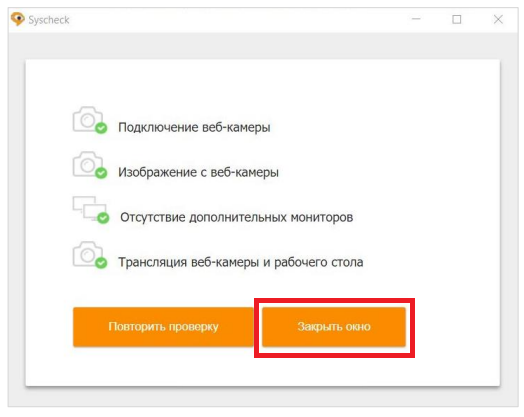 Syscheck
Подключение веб-камеры
Изображение с веб-камеры
Отсутствие дополнительных мониторов
Трансляция веб-камеры и рабочего стола
Повторить проверку
Закрыть окно